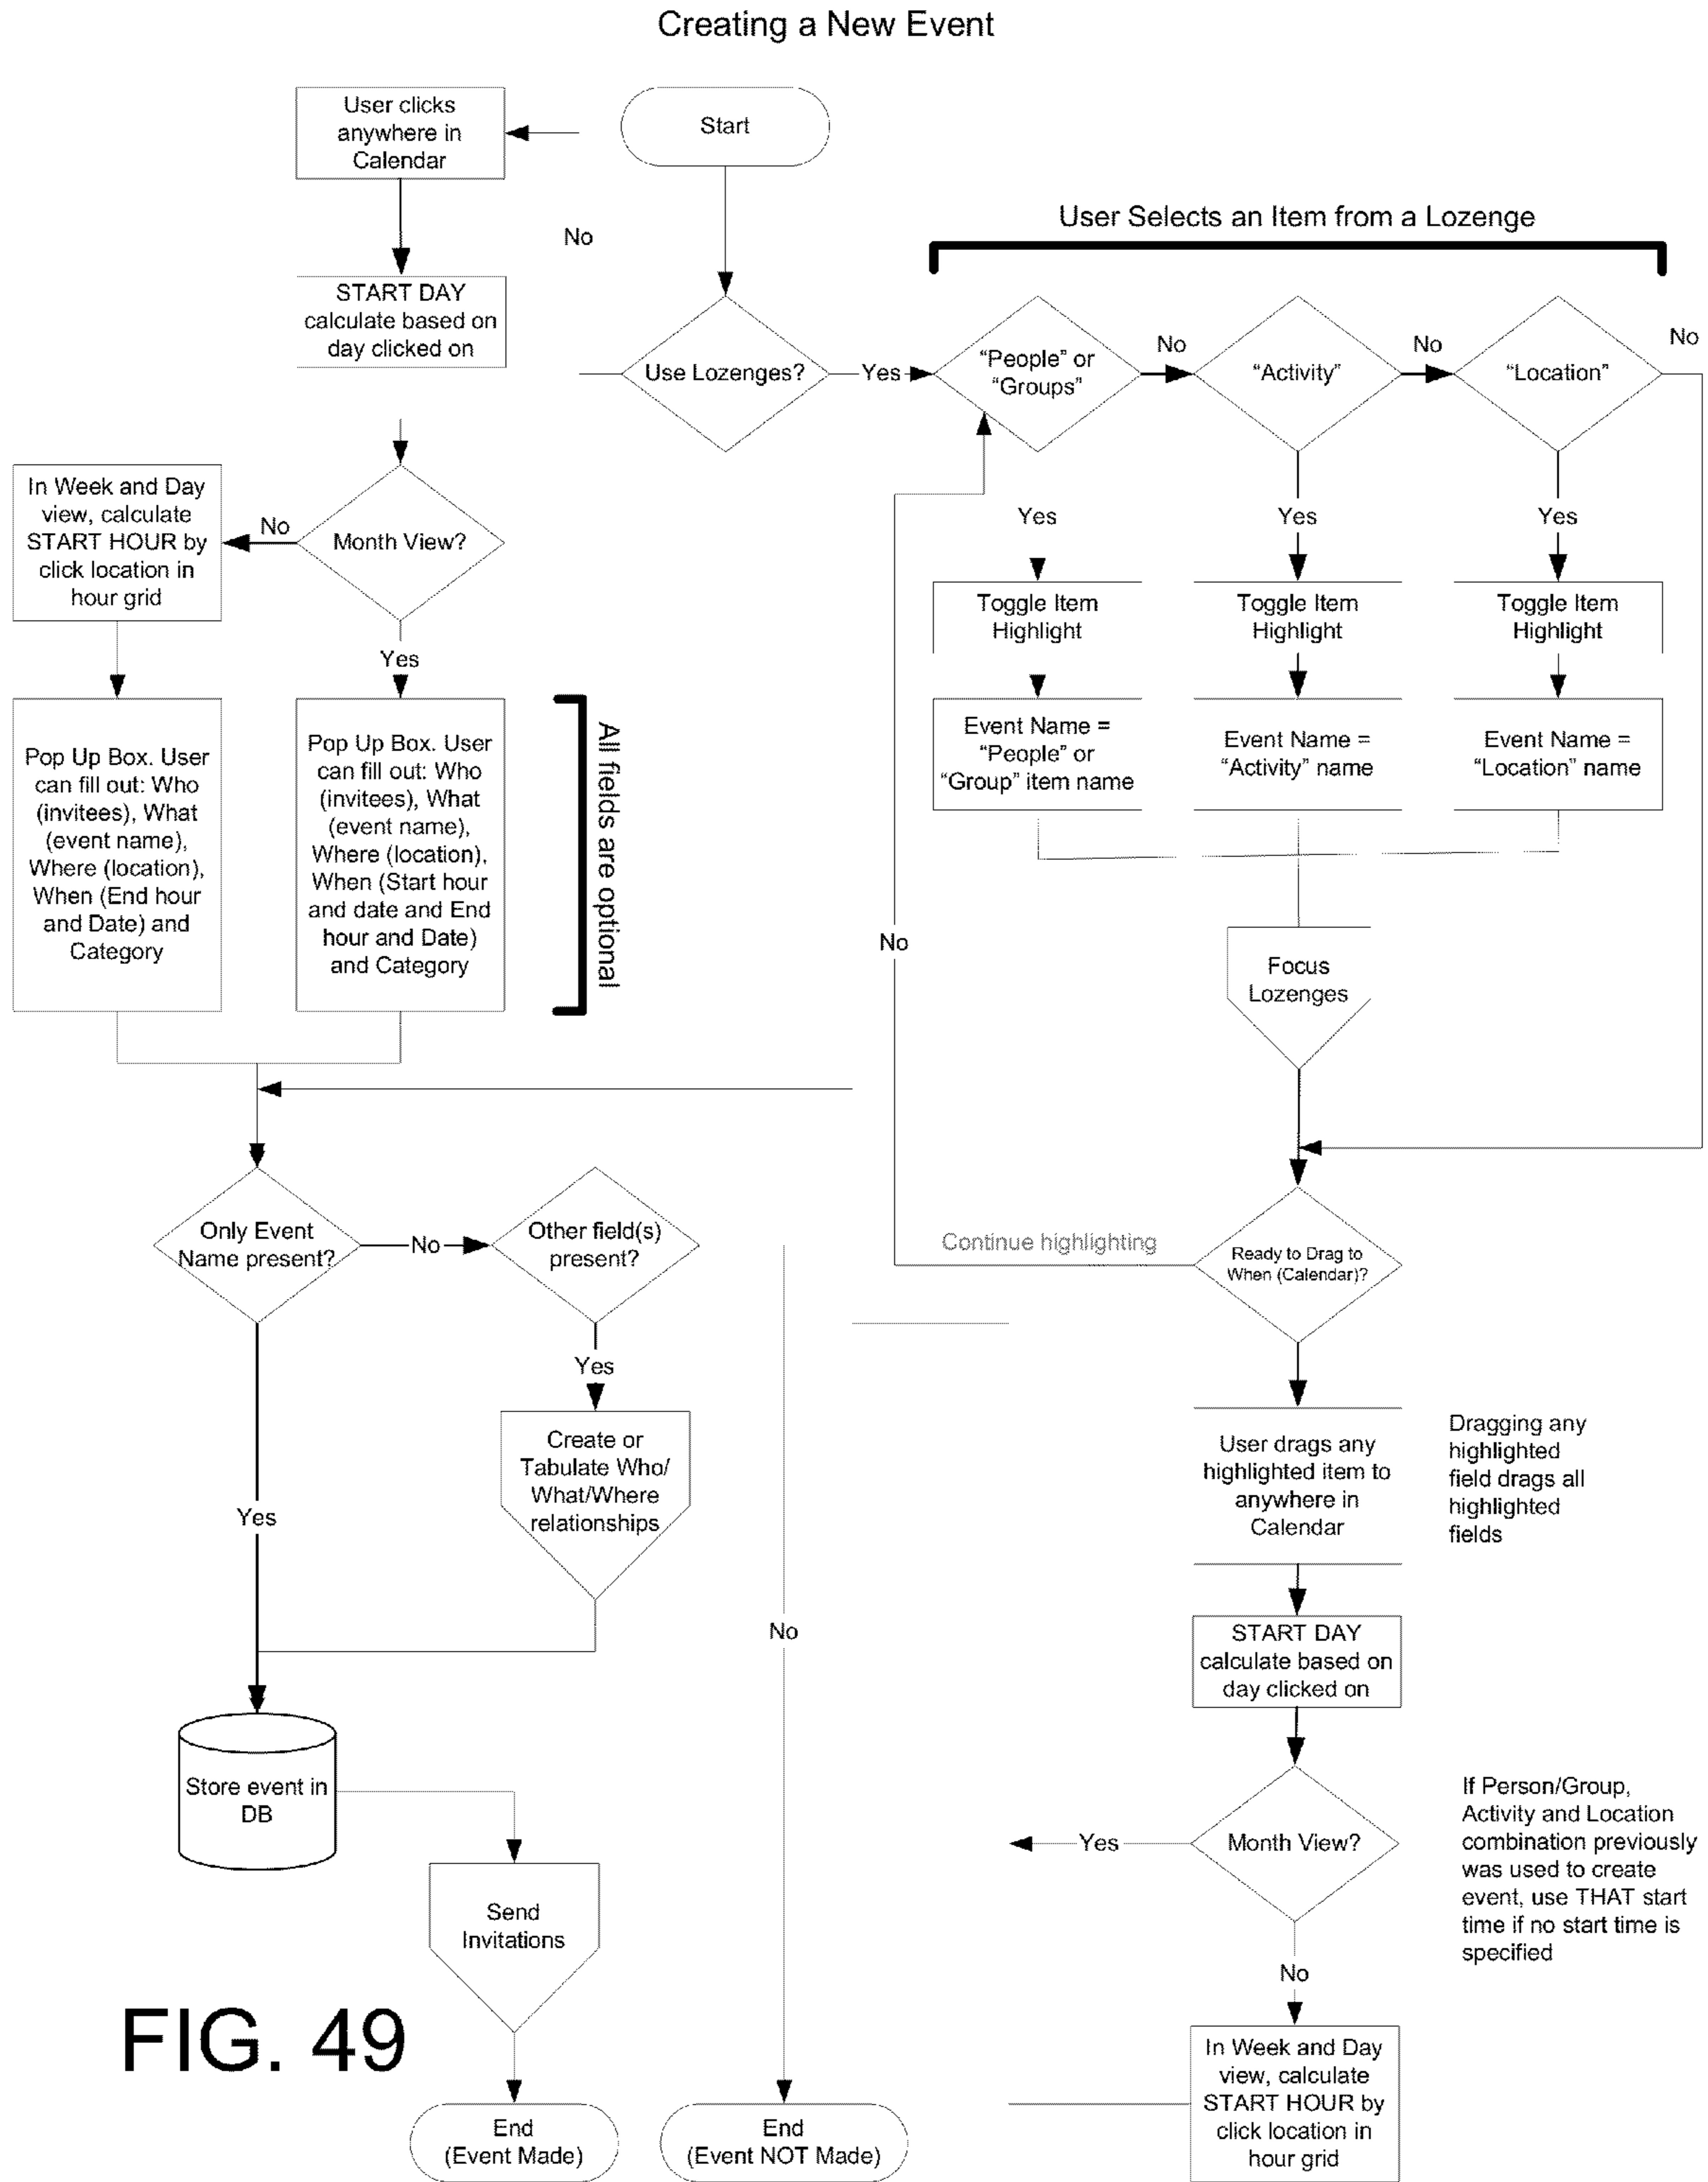 Creating a New Event
User clicks
anywhere in
Calendar
Start
No
User Selects an Item from a Lozenge
START DAY
calculate based on
day clicked on
Use Lozenges?
Yes
“People” or
“Groups”
No
“Activity”
No
“Location”
No
In Week and Day
view, calculate
START HOUR by
click location in
hour grid
No
Month View?
Yes
Yes
Yes
Yes
Toggle Item
Highlight
Toggle Item
Highlight
Toggle Item
Highlight
Pop Up Box. User
can fill out: Who
(invitees), What
(event name),
Where (location),
When (End hour
and Date) and
Category
Pop Up Box. User
can fill out: Who
(invitees), What
(event name),
Where (location),
When (Start hour
and date and End
hour and Date)
and Category
All fields are optional
Event Name =
“People” or
“Group” item name
Event Name =
“Activity” name
Event Name =
“Location” name
No
Focus
Lozenges
Only Event
Name present?
No
Other field(s)
present?
Continue highlighting
Ready to Drag to
When (Calendar)?
Yes
Yes
Create or
Tabulate Who/
What/Where
relationships
No
User drags any
highlighted item to
anywhere in
Calendar
Dragging any
highlighted
field drags all
highlighted
fields
START DAY
calculate based on
day clicked on
Store event in
DB
Yes
Month View?
If Person/Group,
Activity and Location
combination previously
was used to create
event, use THAT start
time if no start time is
specified
Send
Invitations
No
FIG. 49
In Week and Day
view, calculate
START HOUR by
click location in
hour grid
End
(Event Made)
End
(Event NOT Made)